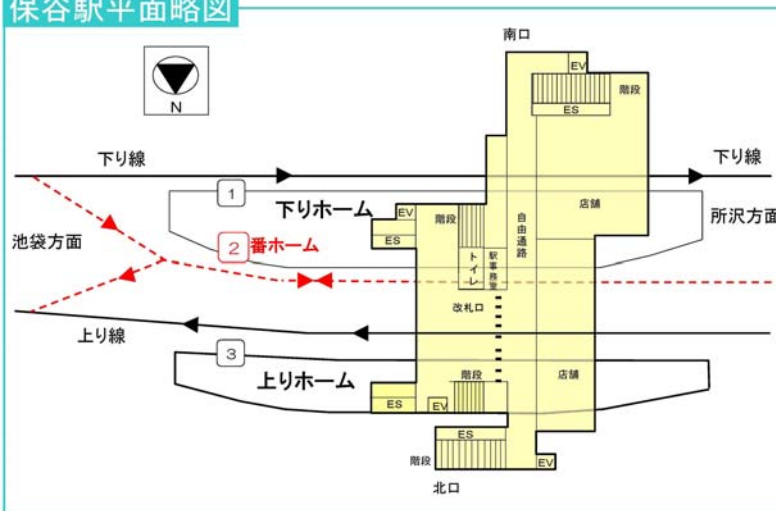 保谷駅平面略図
南口
EV
階段
ES
N
下り線
下り線
1
下りホーム
EV
階段
店舗
自由通路
所沢方面
池袋方面
2番ホーム
ES
トイレ
駅事務室
改札口
上り線
3
上りホーム
階段
店舗
ES
EV
ES
階段
EV
北口